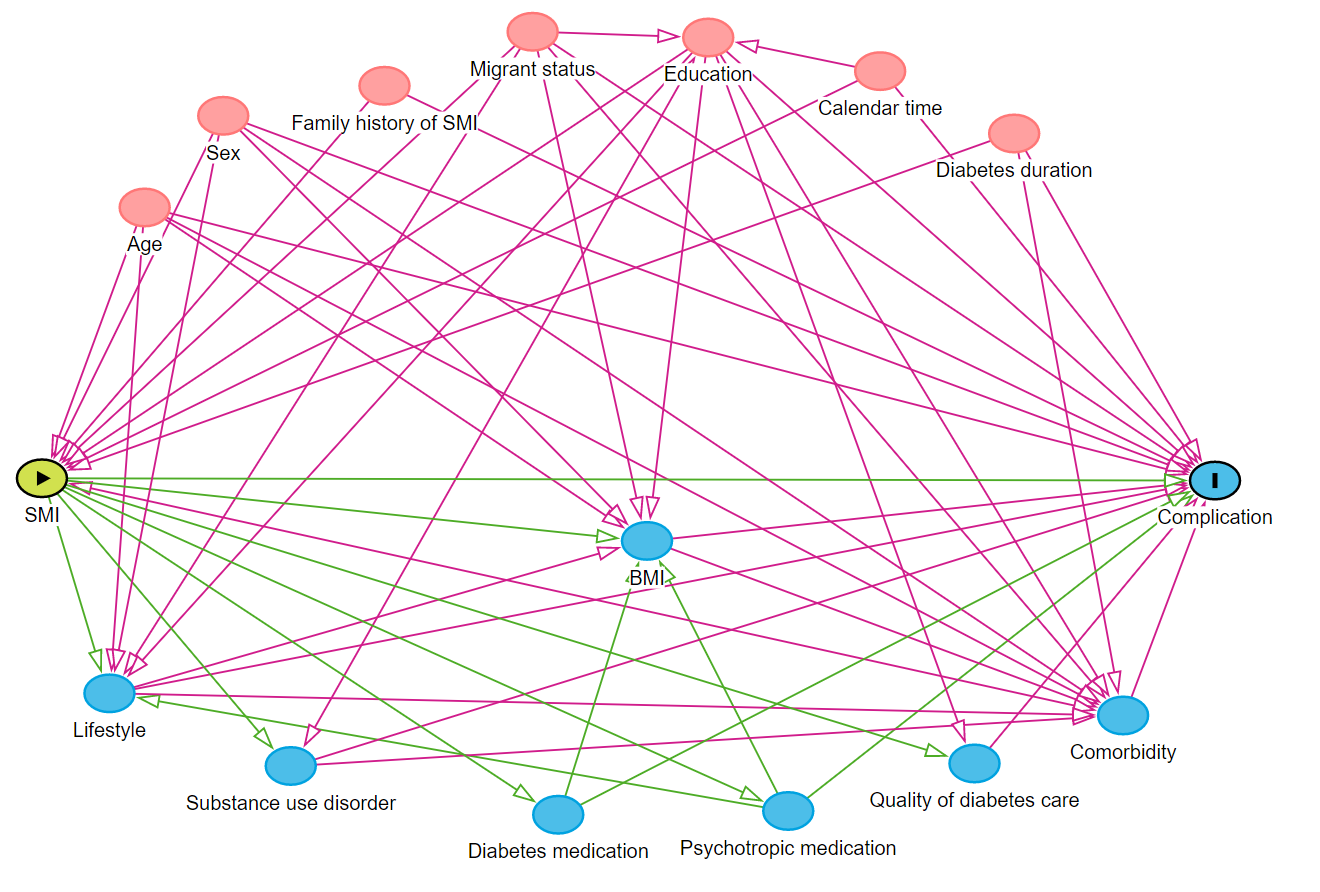 Migrant status
Education
Calendar time
Family history of SMI
Sex
Diabetes duration
Age
SMI
Complication
BMI
Lifestyle
Comorbidity
Substance use disorder
Quality of diabetes care
Diabetes medication
Psychotropic medication